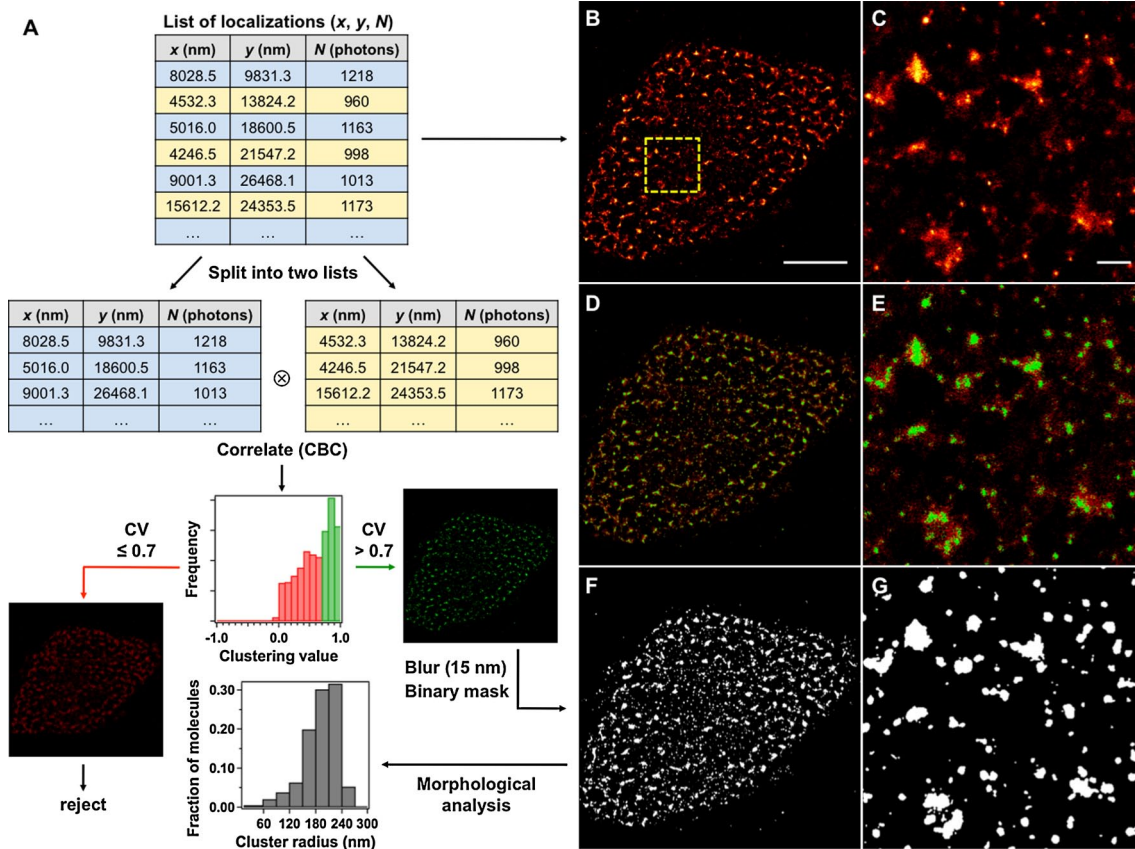 A
List of localizations (x, y, N)
x (nm) y (nm) N (photons)
8028.5 9831.3 1218
4532.3 13824.2 960
5016.0 18600.5 1163
4246.5 21547.2 998
9001.3 26468.1 1013
15612.2 24353.5 1173
… … …
Split into two lists
x (nm) y (nm) N (photons)
8028.5 9831.3 1218
5016.0 18600.5 1163
9001.3 26468.1 1013
… … …
⊗
x (nm) y (nm) N (photons)
4532.3 13824.2 960
4246.5 21547.2 998
15612.2 24353.5 1173
… … …
Correlate (CBC)
CV
≤ 0.7
Frequency
-1.0 0.0 1.0
Clustering value
CV
> 0.7
reject
Blur (15 nm)
Binary mask
Fraction of molecules
0.30
0.20
0.10
0.00
60 120 180 240 300
Cluster radius (nm)
Morphological
analysis
B
C
D
E
F
G